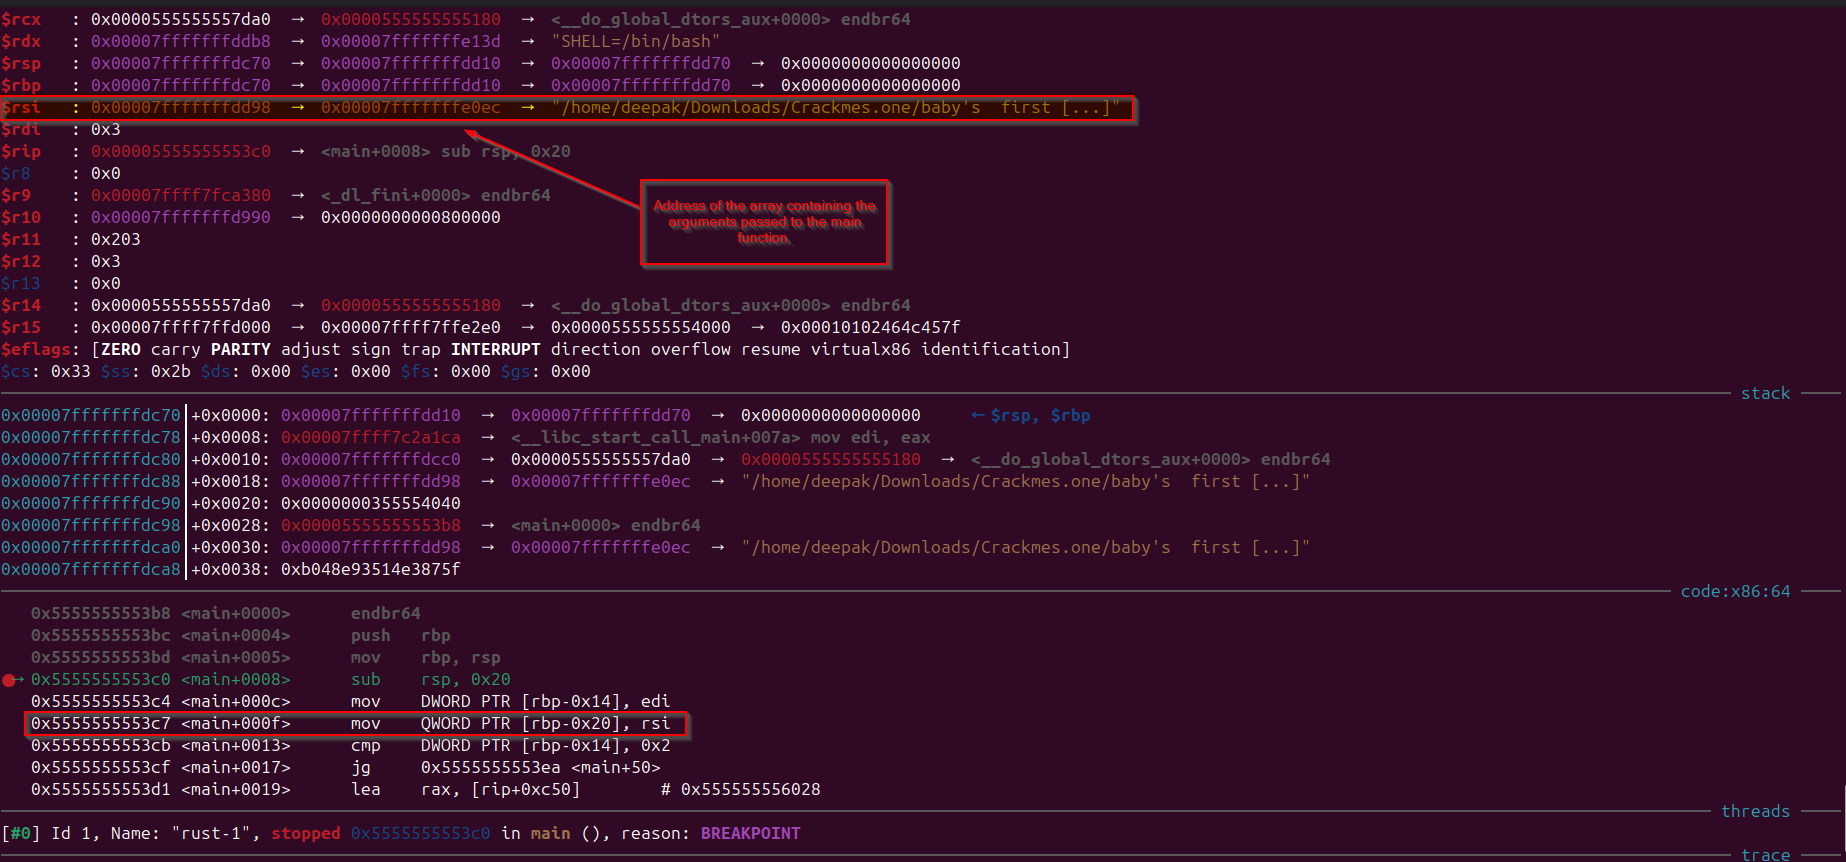 $rcx   : 0x0000555555557da0  →  0x0000555555555180  →  <__do_global_dtors_aux+0000> endbr64
$rdx   : 0x00007fffffffddb8  →  0x00007fffffffe13d  →  "SHELL=/bin/bash"
$rsp   : 0x00007fffffffdc70  →  0x00007fffffffdd10  →  0x00007fffffffdd70  →  0x0000000000000000
$rbp   : 0x00007fffffffdc70  →  0x00007fffffffdd10  →  0x00007fffffffdd70  →  0x0000000000000000
$rsi   : 0x00007fffffffdd98  →  0x00007fffffffe0ec  →  "/home/deepak/Downloads/Crackmes.one/baby's  first [...]"
$rdi   : 0x3
$rip   : 0x00005555555553c0  →  <main+0008> sub rsp, 0x20
$r8    : 0x0
$r9    : 0x00007ffff7fca380  →  <_dl_fini+0000> endbr64
$r10   : 0x00007fffffffd990  →  0x0000000000800000
$r11   : 0x203
$r12   : 0x3
$r13   : 0x0
$r14   : 0x0000555555557da0  →  0x0000555555555180  →  <__do_global_dtors_aux+0000> endbr64
$r15   : 0x00007ffff7ffd000  →  0x00007ffff7ffe2e0  →  0x0000555555554000  →  0x00010102464c457f
$eflags: [ZERO carry PARITY adjust sign trap INTERRUPT direction overflow resume virtualx86 identification]
$cs: 0x33 $ss: 0x2b $ds: 0x00 $es: 0x00 $fs: 0x00 $gs: 0x00
Address of the array containing the
arguments passed to the main
function.
stack
0x00007fffffffdc70│+0x0000: 0x00007fffffffdd10  →  0x00007fffffffdd70  →  0x0000000000000000     ← $rsp, $rbp
0x00007fffffffdc78│+0x0008: 0x00007ffff7c2a1ca  →  <__libc_start_call_main+007a> mov edi, eax
0x00007fffffffdc80│+0x0010: 0x00007fffffffdcc0  →  0x0000555555557da0  →  0x0000555555555180  →  <__do_global_dtors_aux+0000> endbr64
0x00007fffffffdc88│+0x0018: 0x00007fffffffdd98  →  0x00007fffffffe0ec  →  "/home/deepak/Downloads/Crackmes.one/baby's  first [...]"
0x00007fffffffdc90│+0x0020: 0x0000000355554040
0x00007fffffffdc98│+0x0028: 0x00005555555553b8  →  <main+0000> endbr64
0x00007fffffffdca0│+0x0030: 0x00007fffffffdd98  →  0x00007fffffffe0ec  →  "/home/deepak/Downloads/Crackmes.one/baby's  first [...]"
0x00007fffffffdca8│+0x0038: 0xb048e93514e3875f
code:x86:64
0x5555555553b8 <main+0000>      endbr64
0x5555555553bc <main+0004>      push   rbp
0x5555555553bd <main+0005>      mov    rbp, rsp
●→ 0x5555555553c0 <main+0008>      sub    rsp, 0x20
0x5555555553c4 <main+000c>      mov    DWORD PTR [rbp-0x14], edi
0x5555555553c7 <main+000f>      mov    QWORD PTR [rbp-0x20], rsi
0x5555555553cb <main+0013>      cmp    DWORD PTR [rbp-0x14], 0x2
0x5555555553cf <main+0017>      jg     0x5555555553ea <main+50>
0x5555555553d1 <main+0019>      lea    rax, [rip+0xc50]        # 0x555555556028
threads
[#0] Id 1, Name: "rust-1", stopped 0x5555555553c0 in main (), reason: BREAKPOINT
trace